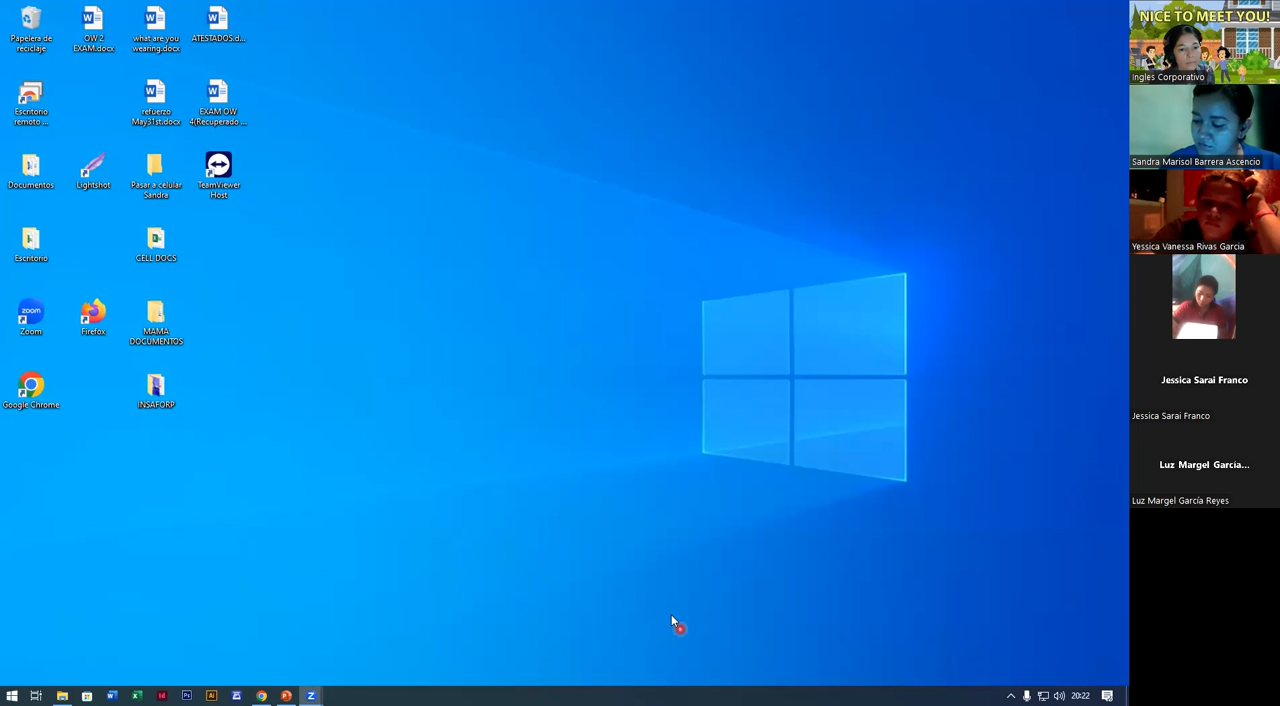 Papelera de
reciclaje
OW 2
EXAM.docx
what are you
wearing.docx
ATESTADOS.d...
Escritorio
remoto ...
refuerzo
May31st.docx
EXAM OW
4(Recuperado ...
Documentos
Lightshot
Pasar a celular
Sandra
TeamViewer
Host
Escritorio
CELL DOCS
zoom
Zoom
Firefox
MAMA
DOCUMENTOS
Google Chrome
INSAFORP
20:22
NICE TO MEET YOU!
Ingles Corporativo
Sandra Marisol Barrera Ascencio
Yessica Vanessa Rivas Garcia
Jessica Sarai Franco
Jessica Sarai Franco
Luz Margel García...
Luz Margel García Reyes